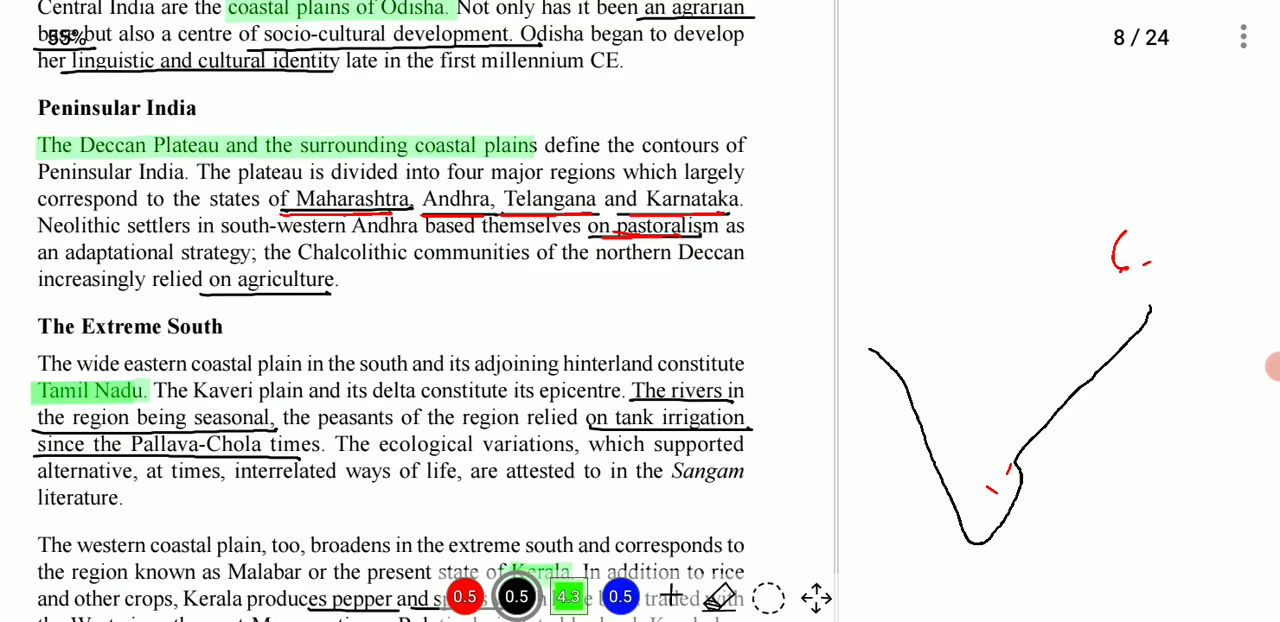 Central India are the coastal plains of Odisha. Not only has it been an agrarian
55% but also a centre of socio-cultural development. Odisha began to develop
8 / 24
her linguistic and cultural identity late in the first millennium CE.
Peninsular India
The Deccan Plateau and the surrounding coastal plains define the contours of
Peninsular India. The plateau is divided into four major regions which largely
correspond to the states of Maharashtra, Andhra, Telangana and Karnataka.
Neolithic settlers in south-western Andhra based themselves on pastoralism as
an adaptational strategy; the Chalcolithic communities of the northern Deccan
increasingly relied on agriculture.
The Extreme South
The wide eastern coastal plain in the south and its adjoining hinterland constitute
Tamil Nadu. The Kaveri plain and its delta constitute its epicentre. The rivers in
the region being seasonal, the peasants of the region relied on tank irrigation
since the Pallava-Chola times. The ecological variations, which supported
alternative, at times, interrelated ways of life, are attested to in the Sangam
literature.
The western coastal plain, too, broadens in the extreme south and corresponds to
the region known as Malabar or the present state of Kerala. In addition to rice
and other crops, Kerala produces pepper and traded with
0.5 0.5 4.3 0.5